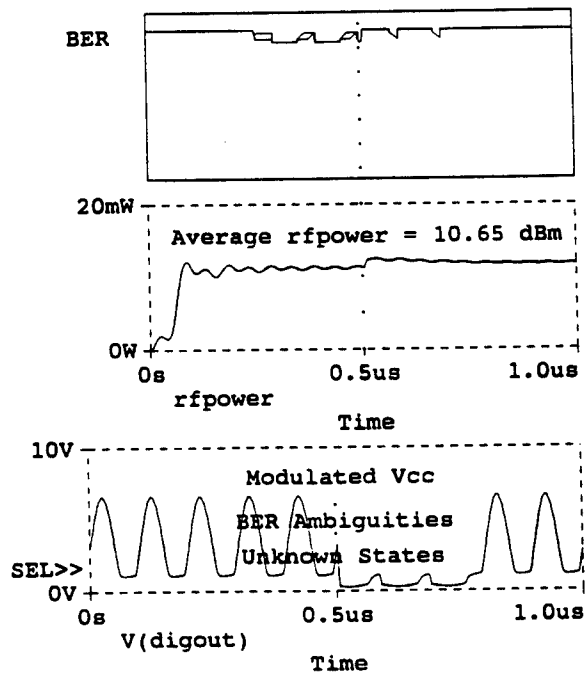 BER
20mW
Average rfpower = 10.65 dBm
0W
0s 0.5us 1.0us
rfpower
Time
10V
Modulated Vcc
BER Ambiguities
Unknown States
SEL>>
0V
0s 0.5us 1.0us
V(digout)
Time